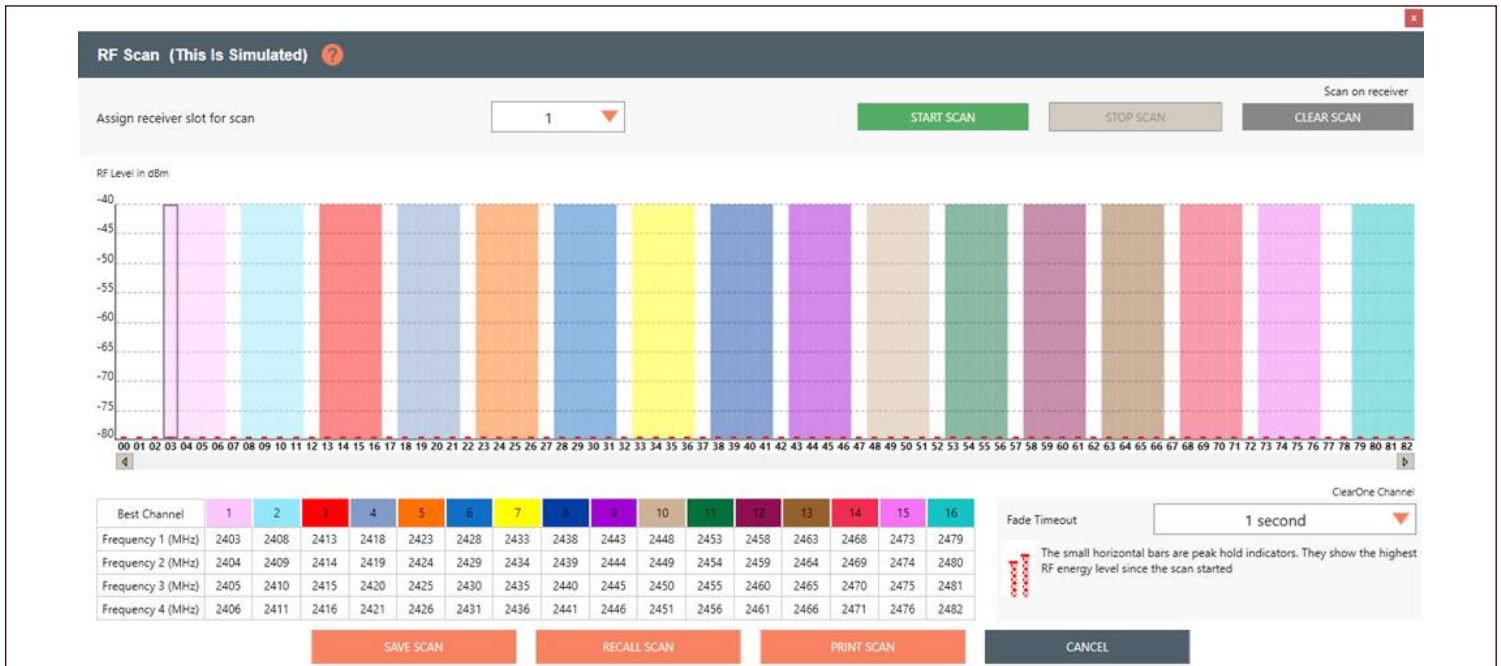 x
RF Scan (This Is Simulated) ?
Scan on receiver
Assign receiver slot for scan 1 START SCAN STOP SCAN CLEAR SCAN
RF Level in dBm
-40
-45
-50
-55
-60
-65
-70
-75
-80
00 01 02 03 04 05 06 07 08 09 10 11 12 13 14 15 16 17 18 19 20 21 22 23 24 25 26 27 28 29 30 31 32 33 34 35 36 37 38 39 40 41 42 43 44 45 46 47 48 49 50 51 52 53 54 55 56 57 58 59 60 61 62 63 64 65 66 67 68 69 70 71 72 73 74 75 76 77 78 79 80 81 82
ClearOne Channel
Best Channel 1 2 3 4 5 6 7 8 9 10 11 12 13 14 15 16
Frequency 1 (MHz) 2403 2408 2413 2418 2423 2428 2433 2438 2443 2448 2453 2458 2463 2468 2473 2479
Frequency 2 (MHz) 2404 2409 2414 2419 2424 2429 2434 2439 2444 2449 2454 2459 2464 2469 2474 2480
Frequency 3 (MHz) 2405 2410 2415 2420 2425 2430 2435 2440 2445 2450 2455 2460 2465 2470 2475 2481
Frequency 4 (MHz) 2406 2411 2416 2421 2426 2431 2436 2441 2446 2451 2456 2461 2466 2471 2476 2482
Fade Timeout 1 second
The small horizontal bars are peak hold indicators. They show the highest
RF energy level since the scan started
SAVE SCAN RECALL SCAN PRINT SCAN CANCEL